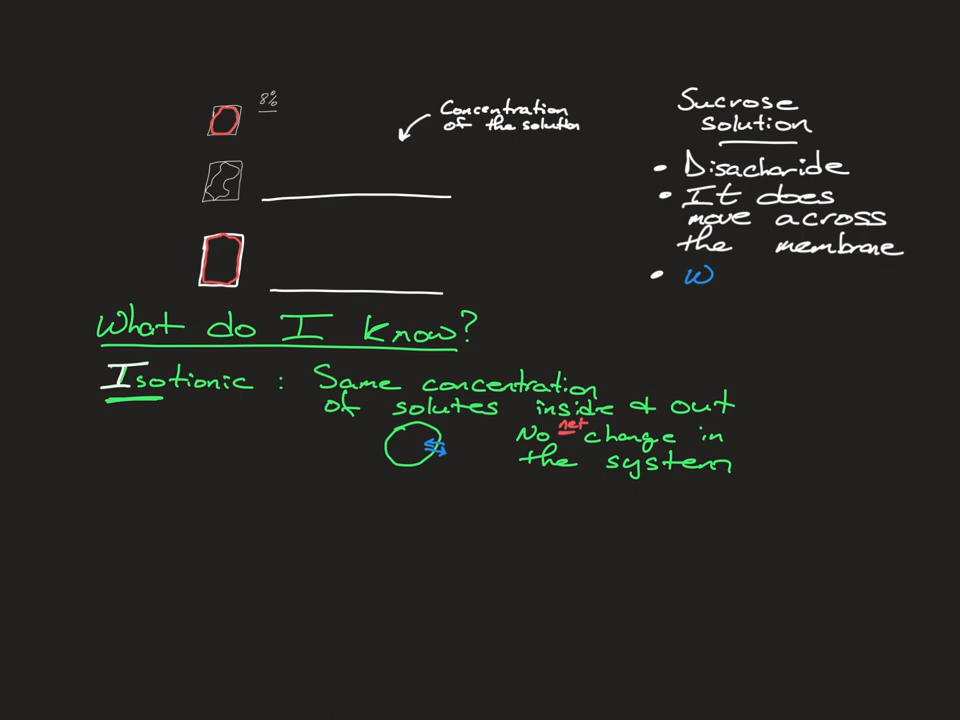 8%
Concentration
of the solution
Sucrose
solution
• Disacharide
• It does
move across
the membrane
• w
What do I know?
Isotionic : Same concentration
of solutes inside & out
No net change in
the system